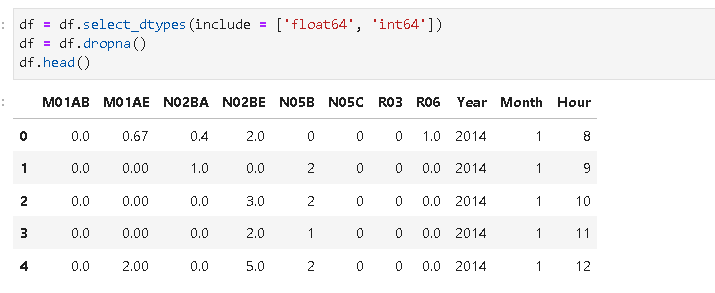 df = df.select_dtypes(include = ['float64', 'int64'])
df = df.dropna()
df.head()
M01AB M01AE N02BA N02BE N05B N05C R03 R06 Year Month Hour
0 0.0 0.67 0.4 2.0 0 0 0 1.0 2014 1 8
1 0.0 0.00 1.0 0.0 2 0 0 0.0 2014 1 9
2 0.0 0.00 0.0 3.0 2 0 0 0.0 2014 1 10
3 0.0 0.00 0.0 2.0 1 0 0 0.0 2014 1 11
4 0.0 2.00 0.0 5.0 2 0 0 0.0 2014 1 12